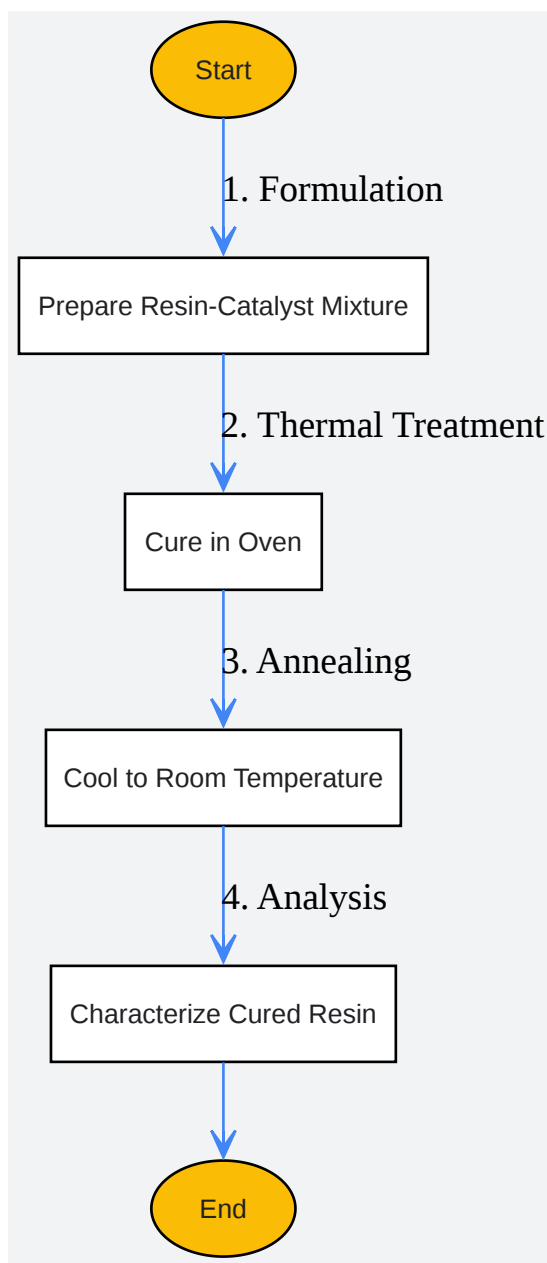 Start
1. Formulation
Prepare Resin-Catalyst Mixture
2. Thermal Treatment
Cure in Oven
3. Annealing
Cool to Room Temperature
4. Analysis
Characterize Cured Resin
End